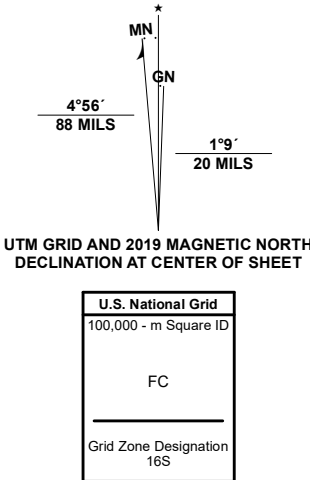 MN
GN
4°56´
88 MILS
1°9´
20 MILS
UTM GRID AND 2019 MAGNETIC NORTH
DECLINATION AT CENTER OF SHEET
U.S. National Grid
100,000 - m Square ID
FC
Grid Zone Designation
16S